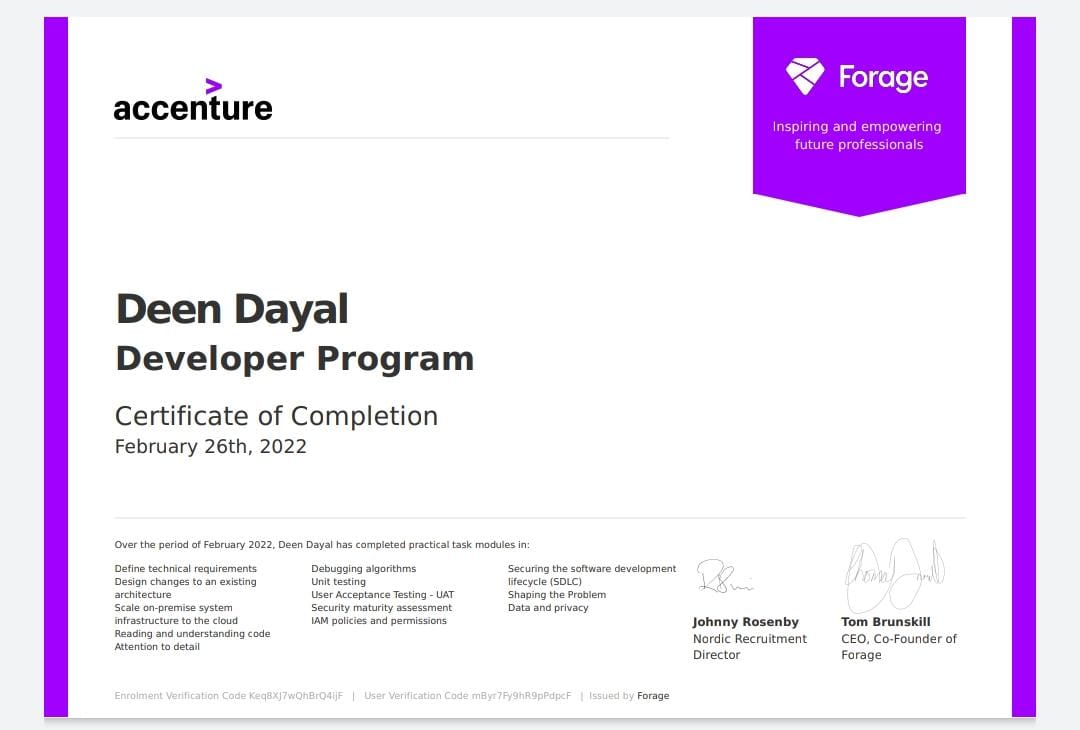 accenture
Forage
Inspiring and empowering
future professionals
Deen Dayal
Developer Program
Certificate of Completion
February 26th, 2022
Over the period of February 2022, Deen Dayal has completed practical task modules in:
Define technical requirements
Design changes to an existing
architecture
Scale on-premise system
infrastructure to the cloud
Reading and understanding code
Attention to detail
Debugging algorithms
Unit testing
User Acceptance Testing - UAT
Security maturity assessment
IAM policies and permissions
Securing the software development
lifecycle (SDLC)
Shaping the Problem
Data and privacy
Johnny Rosenby
Nordic Recruitment
Director
Tom Brunskill
CEO, Co-Founder of
Forage
Enrolment Verification Code Keq8XJ7wQhBrQ4ijF | User Verification Code mByr7Fy9hR9pPdpcF | Issued by Forage